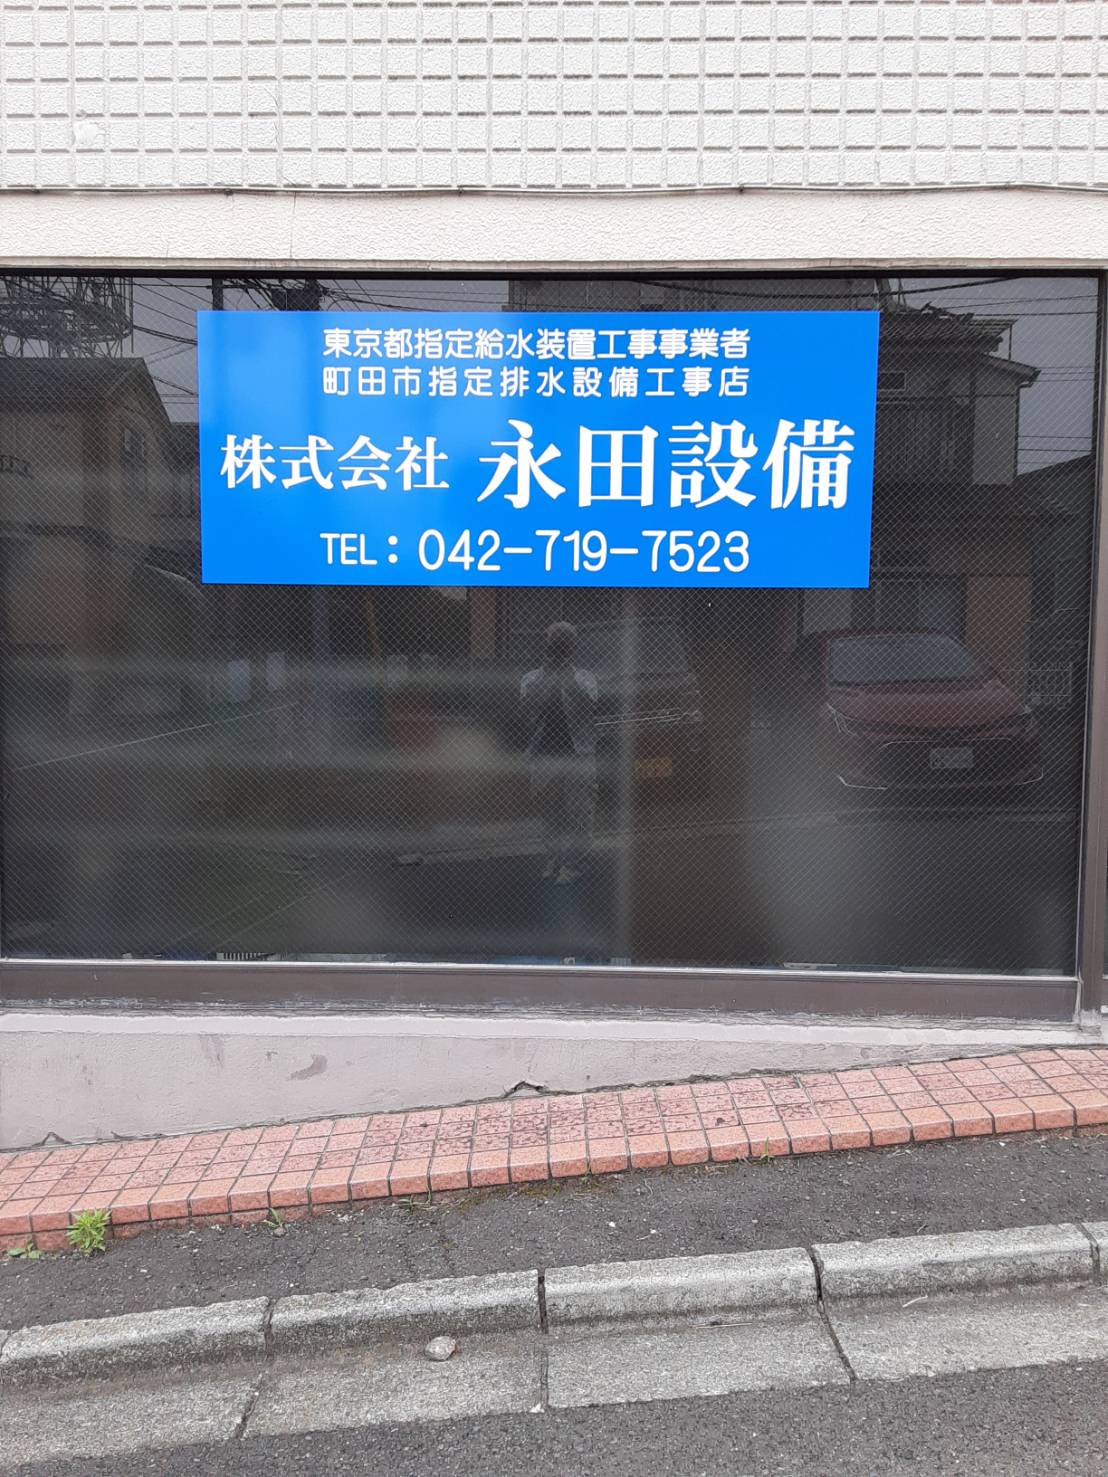 東京都指定給水装置工事事業者
町田市指定排水設備工事店
株式会社 永田設備
TEL：042-719-7523